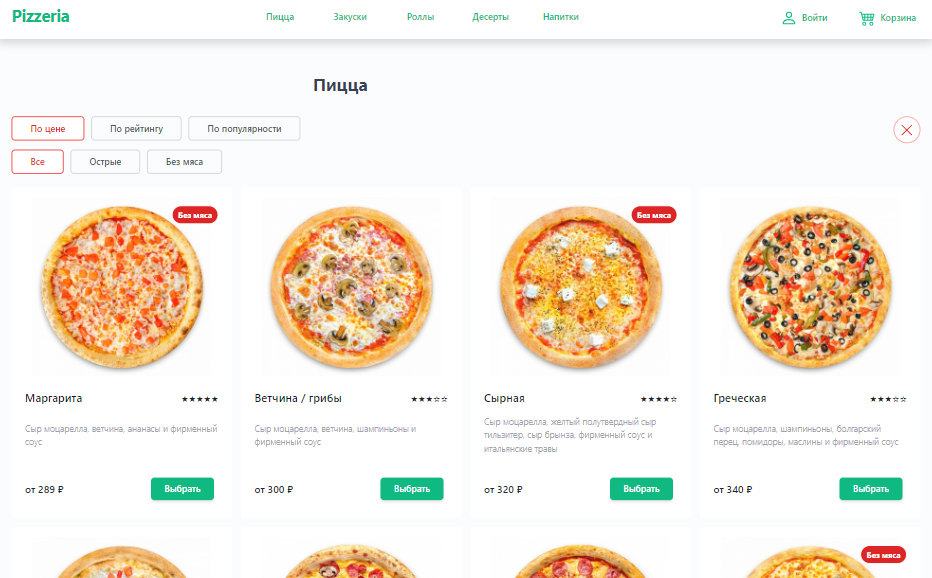 Pizzeria
Пицца
Закуски
Роллы
Десерты
Напитки
Войти
Корзина
Пицца
По цене
По рейтингу
По популярности
Все
Острые
Без мяса
Без мяса
Без мяса
Маргарита ★★★★★
Ветчина / грибы ★★★☆☆
Сырная ★★★★☆
Греческая ★★★☆☆
Сыр моцарелла, ветчина, ананасы и фирменный
соус
Сыр моцарелла, ветчина, шампиньоны и
фирменный соус
Сыр моцарелла, желтый полутвердный сыр
тильзитер, сыр брынза, фирменный соус и
итальянские травы
Сыр моцарелла, шампиньоны, болгарский
перец, помидоры, маслины и фирменный соус
от 289 ₽
Выбрать
от 300 ₽
Выбрать
от 320 ₽
Выбрать
от 340 ₽
Выбрать
Без мяса